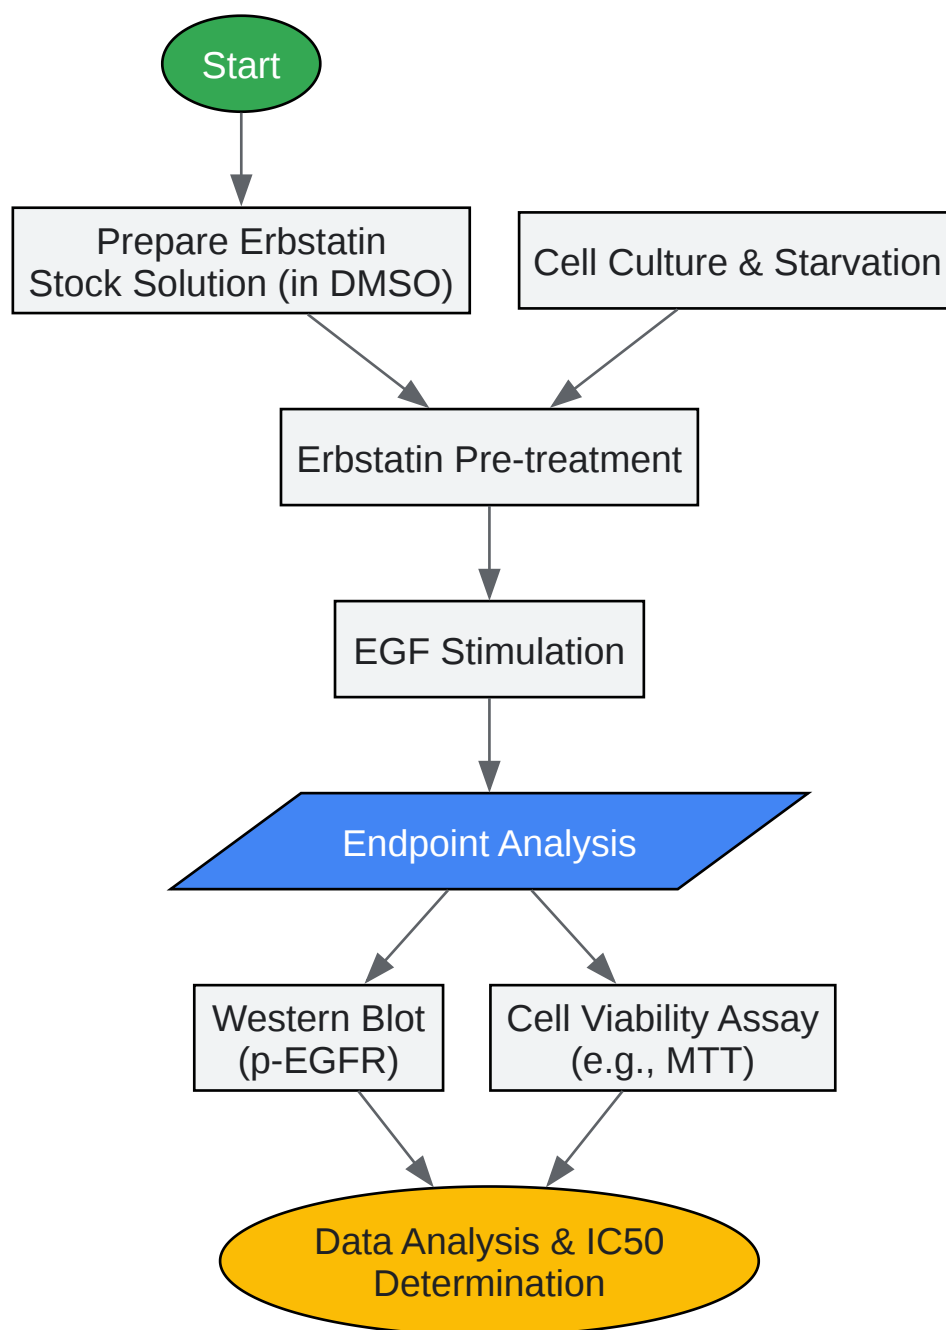 Start
Prepare Erbstatin
Stock Solution (in DMSO)
Cell Culture & Starvation
Erbstatin Pre-treatment
EGF Stimulation
Endpoint Analysis
Western Blot
(p-EGFR)
Cell Viability Assay
(e.g., MTT)
Data Analysis & IC50
Determination